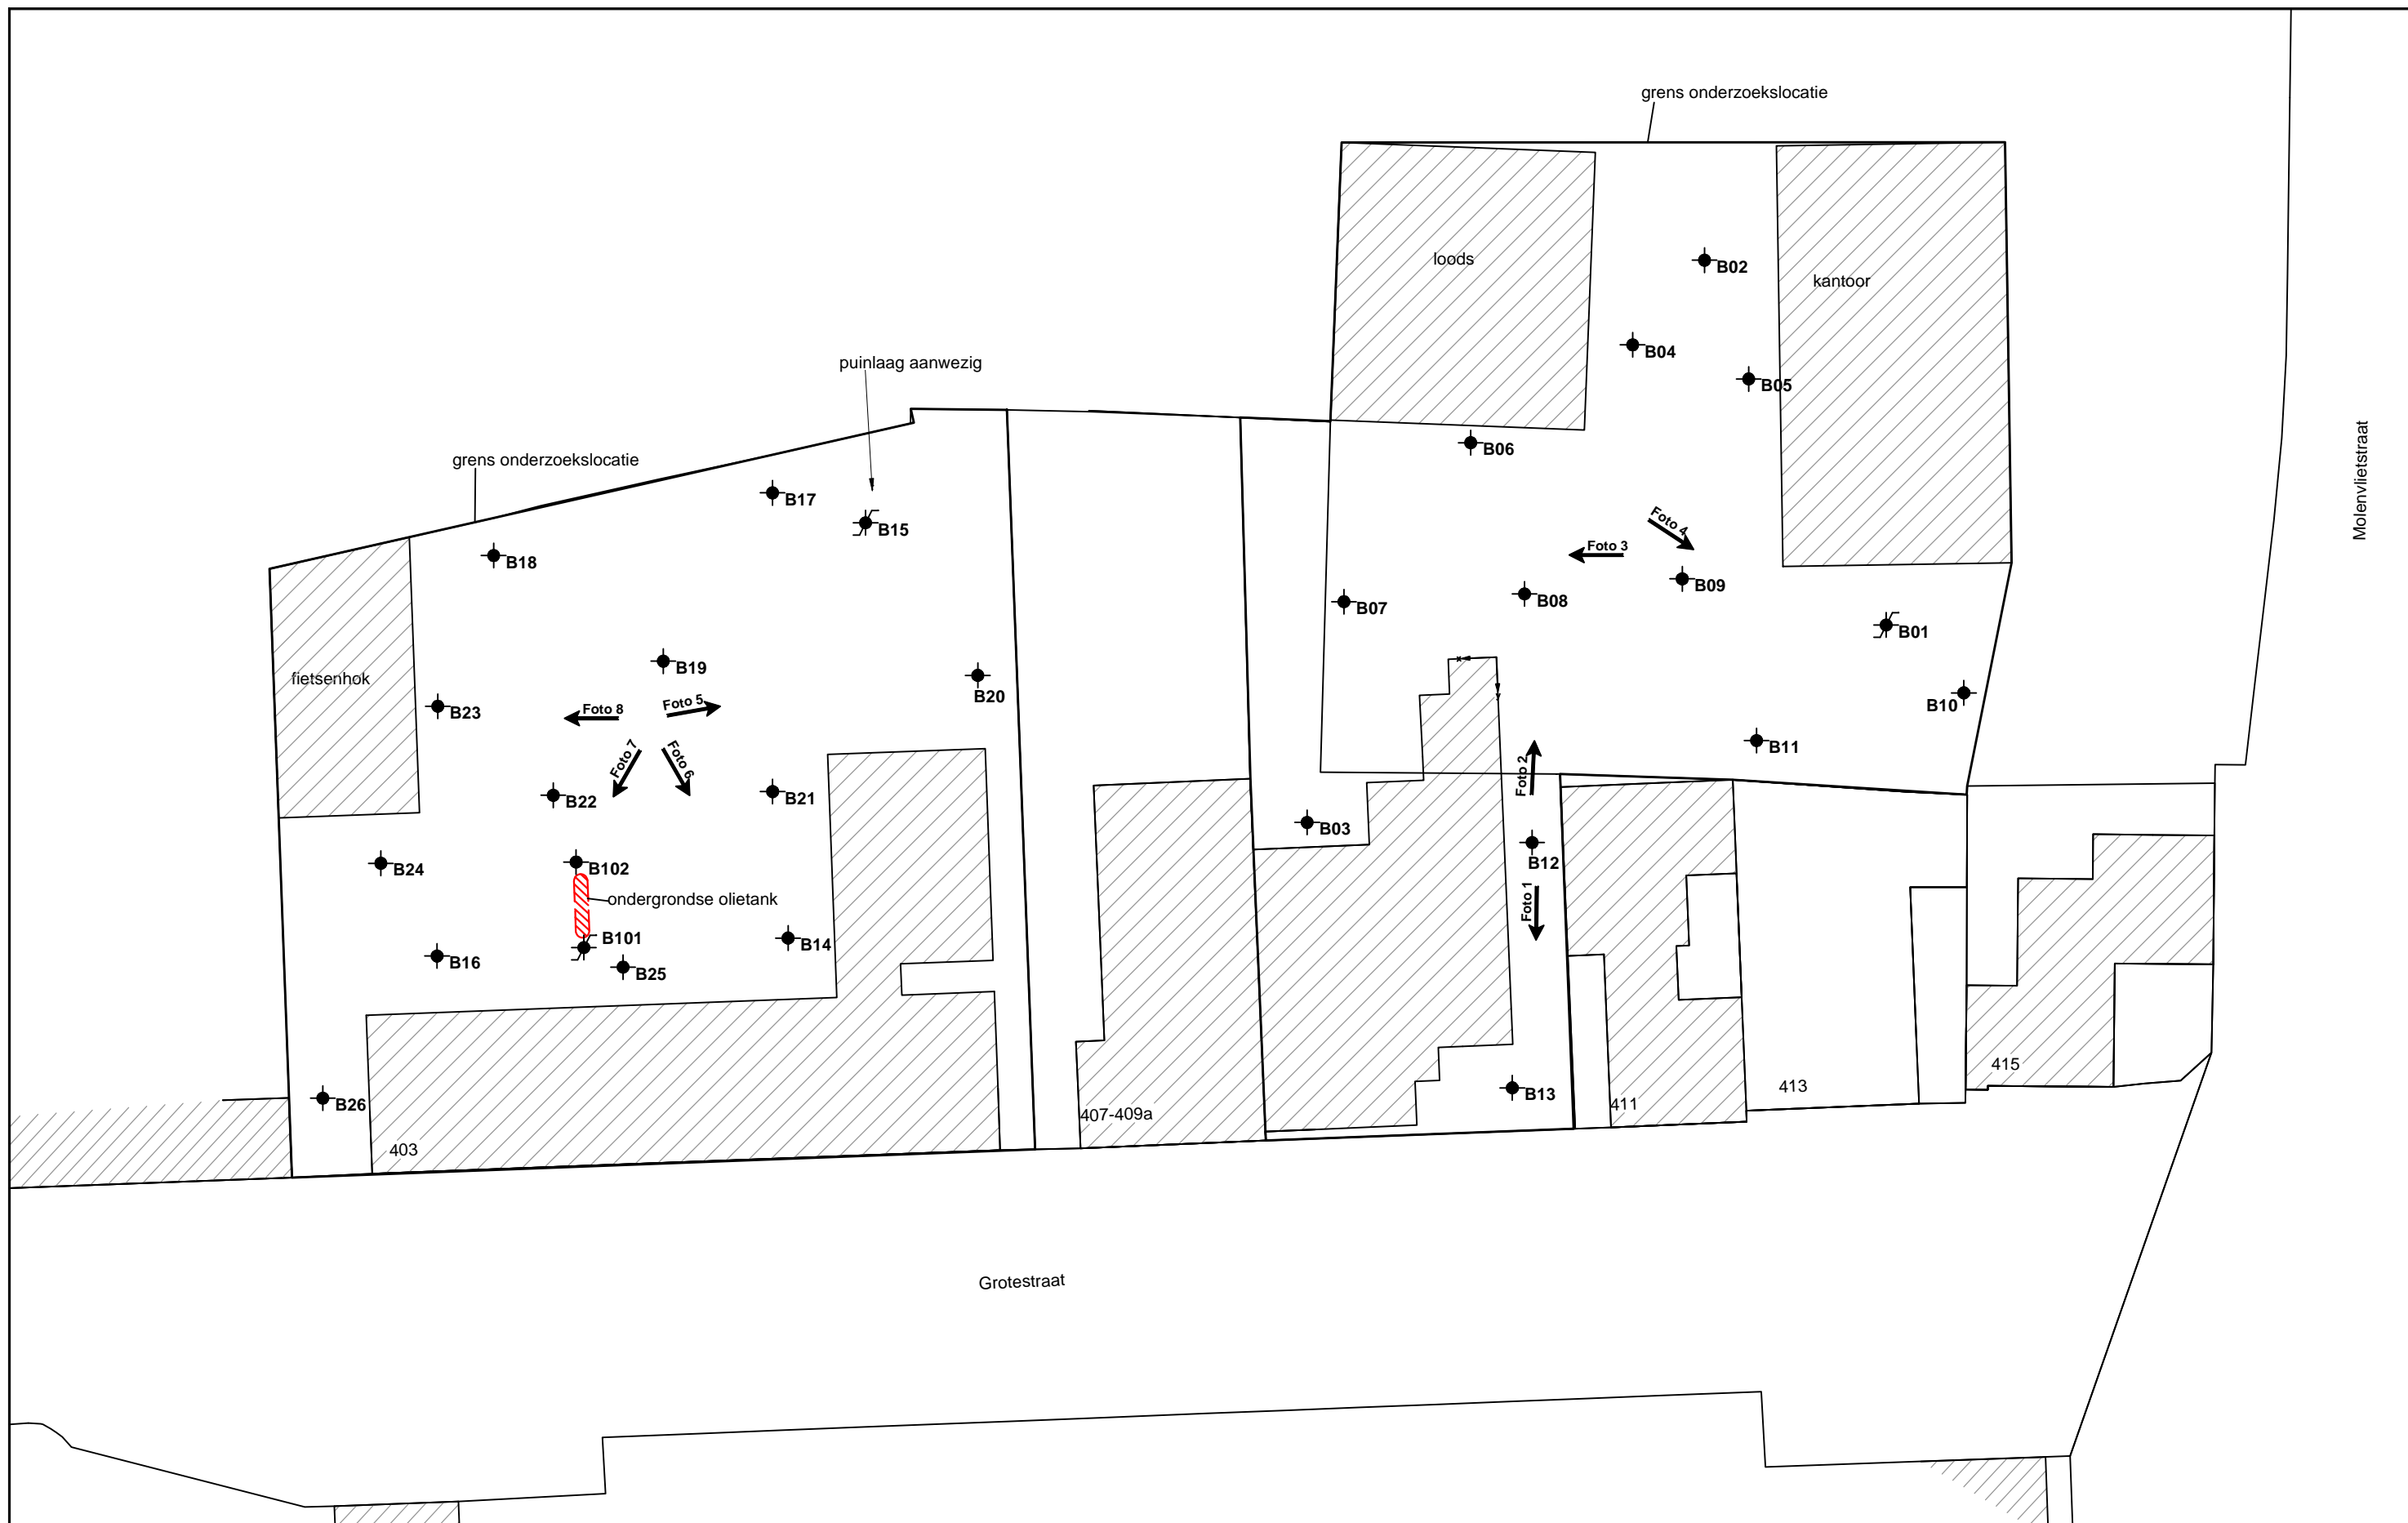 grens onderzoekslocatie
loods
B02
kantoor
B04
puinlaag aanwezig
B05
Molenvlietstraat
B06
grens onderzoekslocatie
B17
B15
Foto 4
Foto 3
B18
B09
B08
B07
B01
B19
fietsenhok
B20
B10
B23
Foto 8
Foto 5
B11
Foto 7
Foto 6
Foto 2
B22
B21
B03
B12
B24
B102
ondergrondse olietank
Foto 1
B101
B14
B16
B25
415
413
B13
B26
411
407-409a
403
Grotestraat